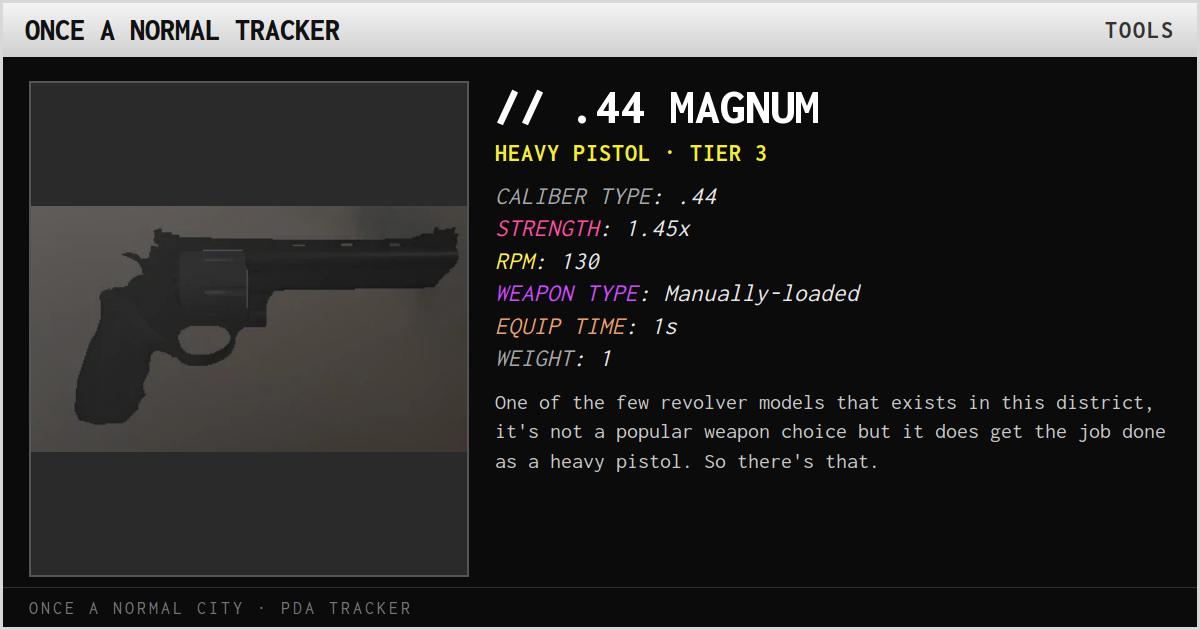 ONCE A NORMAL TRACKER
TOOLS
// .44 MAGNUM
HEAVY PISTOL · TIER 3
CALIBER TYPE: .44
STRENGTH: 1.45x
RPM: 130
WEAPON TYPE: Manually-loaded
EQUIP TIME: 1s
WEIGHT: 1
One of the few revolver models that exists in this district,
it's not a popular weapon choice but it does get the job done
as a heavy pistol. So there's that.
ONCE A NORMAL CITY · PDA TRACKER